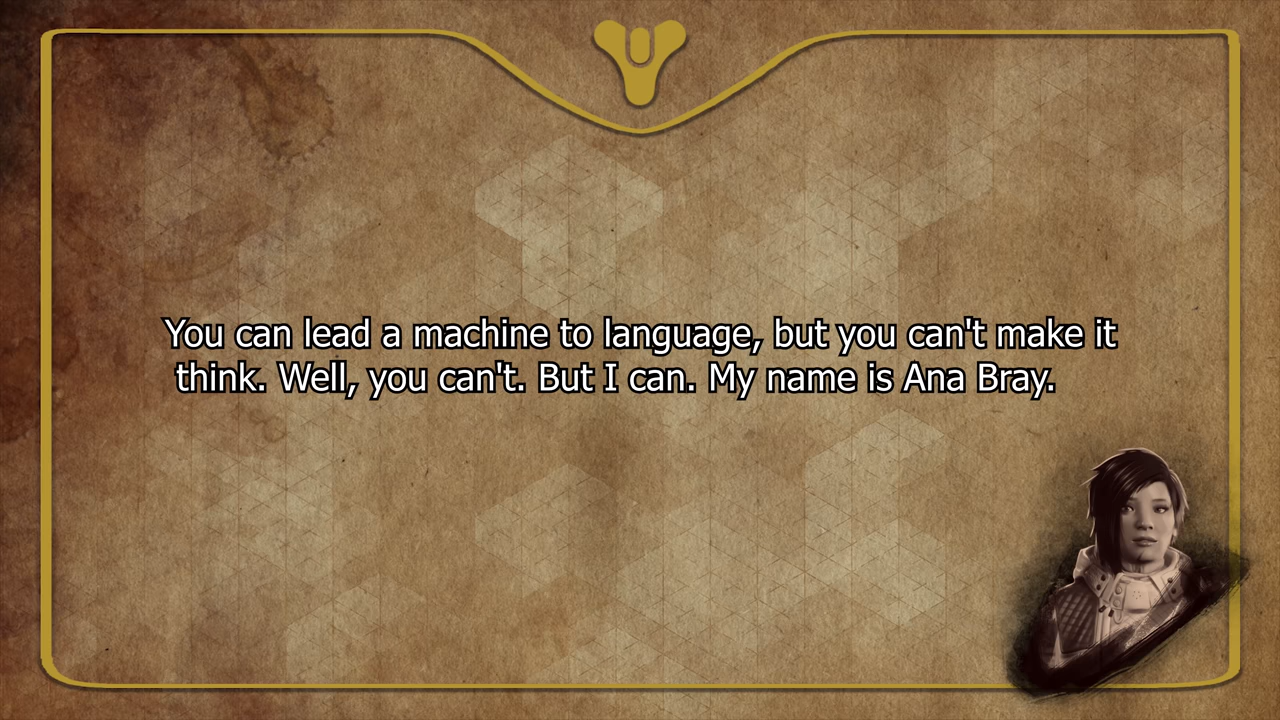 You can lead a machine to language, but you can't make it
think. Well, you can't. But I can. My name is Ana Bray.